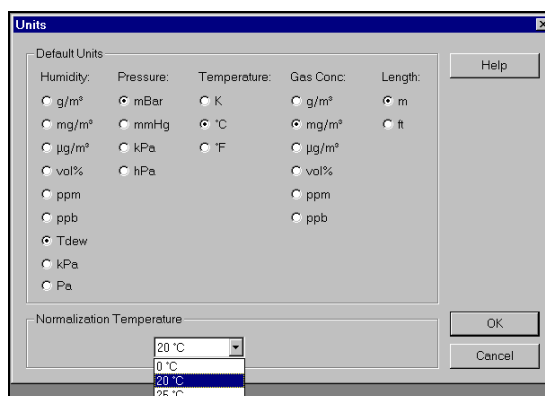 Units
Default Units
Humidity: Pressure: Temperature: Gas Conc: Length:
g/m³ mBar K g/m³ m
mg/m³ mmHg °C mg/m³ ft
µg/m³ kPa °F µg/m³
vol% hPa vol%
ppm ppm
ppb ppb
Tdew
kPa
Pa
Normalization Temperature
20 °C
0 °C
20 °C
25 °C
Help
OK
Cancel